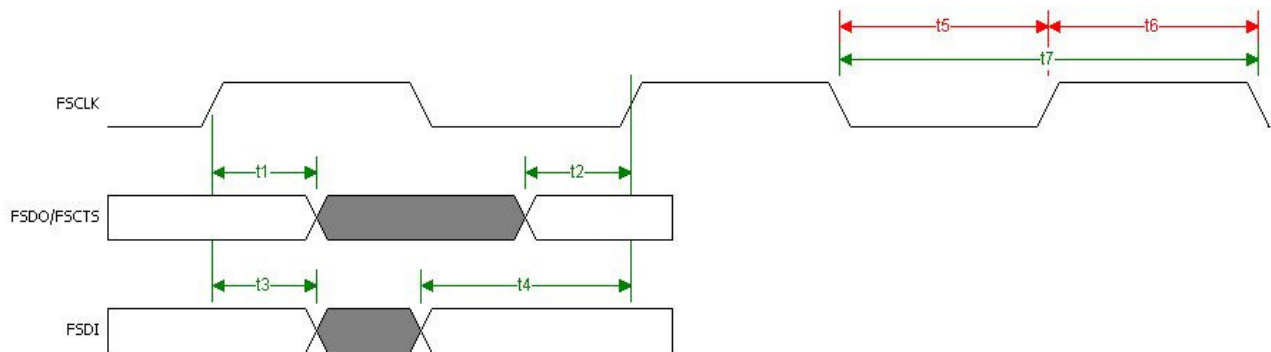 t5 t6
t7
FSCLK
t1 t2
FSDO/FSCTS
t3 t4
FSDI